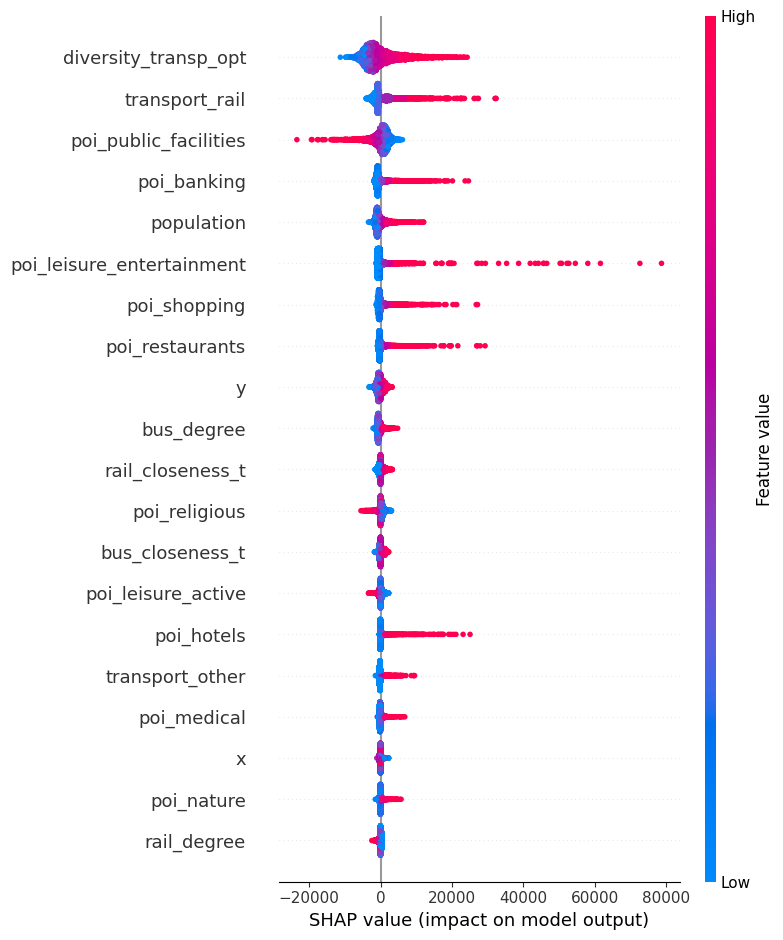 High
diversity_transp_opt
transport_rail
poi_public_facilities
poi_banking
population
poi_leisure_entertainment
poi_shopping
poi_restaurants
y
bus_degree
rail_closeness_t
poi_religious
bus_closeness_t
poi_leisure_active
poi_hotels
transport_other
poi_medical
x
poi_nature
rail_degree
Feature value
Low
−20000 0 20000 40000 60000 80000
SHAP value (impact on model output)